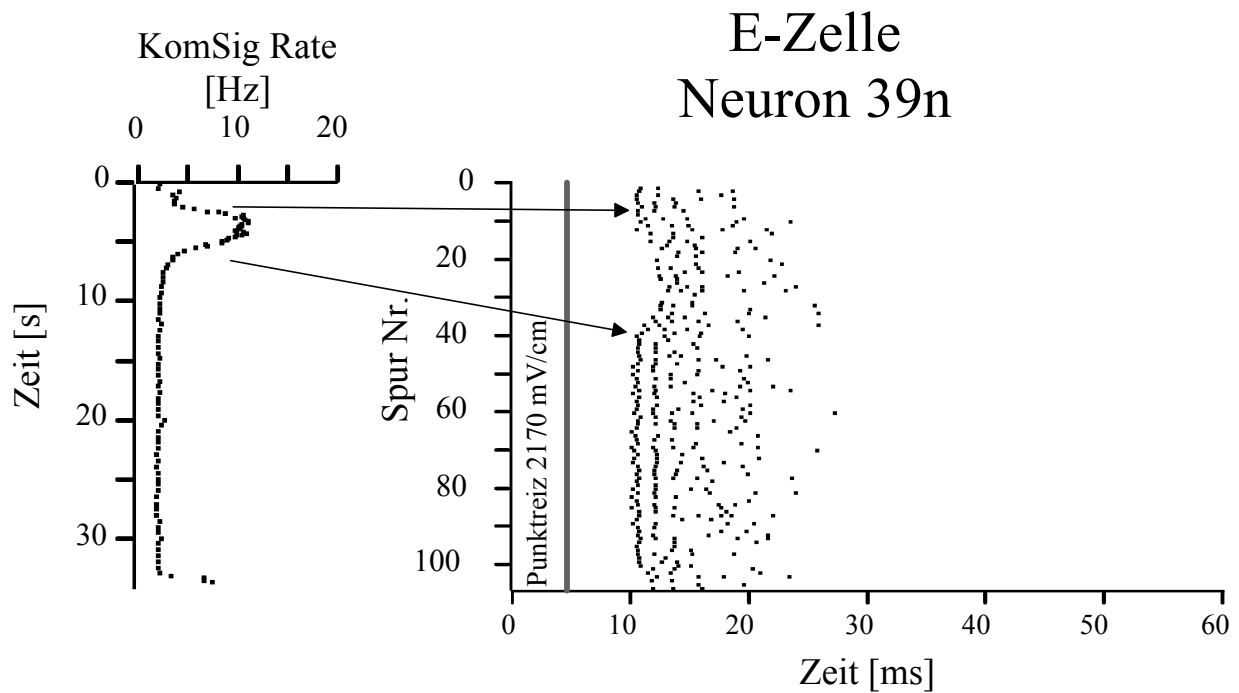 E-Zelle
Neuron 39n
KomSig Rate
[Hz]
0 10 20
Zeit [s]
0
10
20
30
Spur Nr.
0
20
40
60
80
100
Punktreiz 2170 mV/cm
0 10 20 30 40 50 60
Zeit [ms]